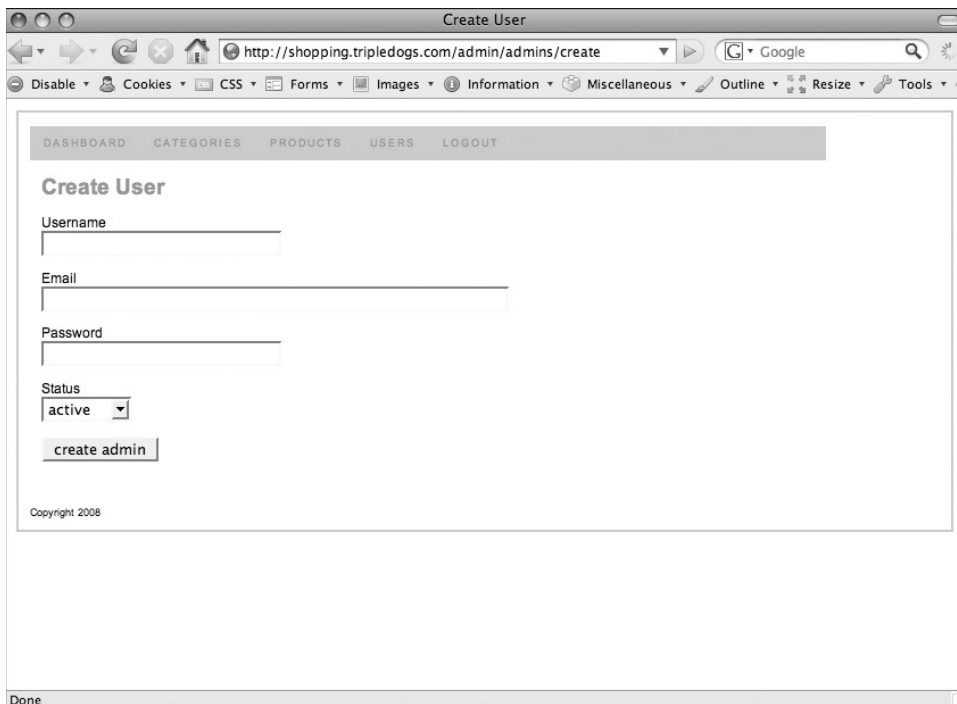 Create User
http://shopping.tripledogs.com/admin/admins/create
G Google
Disable Cookies CSS Forms Images Information Miscellaneous Outline Resize Tools
DASHBOARD CATEGORIES PRODUCTS USERS LOGOUT
Create User
Username
Email
Password
Status
active
create admin
Copyright 2008
Done